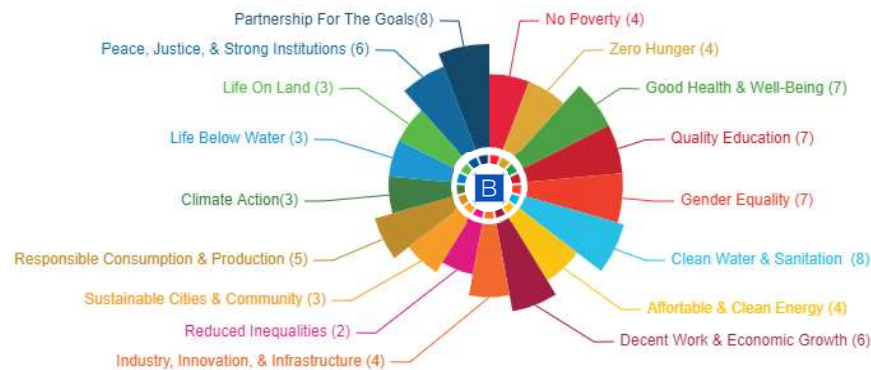 Partnership For The Goals(8)
No Poverty (4)
Peace, Justice, & Strong Institutions (6)
Zero Hunger (4)
Life On Land (3)
Good Health & Well-Being (7)
Life Below Water (3)
Quality Education (7)
Climate Action(3)
Gender Equality (7)
B
Responsible Consumption & Production (5)
Clean Water & Sanitation (8)
Sustainable Cities & Community (3)
Affortable & Clean Energy (4)
Reduced Inequalities (2)
Decent Work & Economic Growth (6)
Industry, Innovation, & Infrastructure (4)